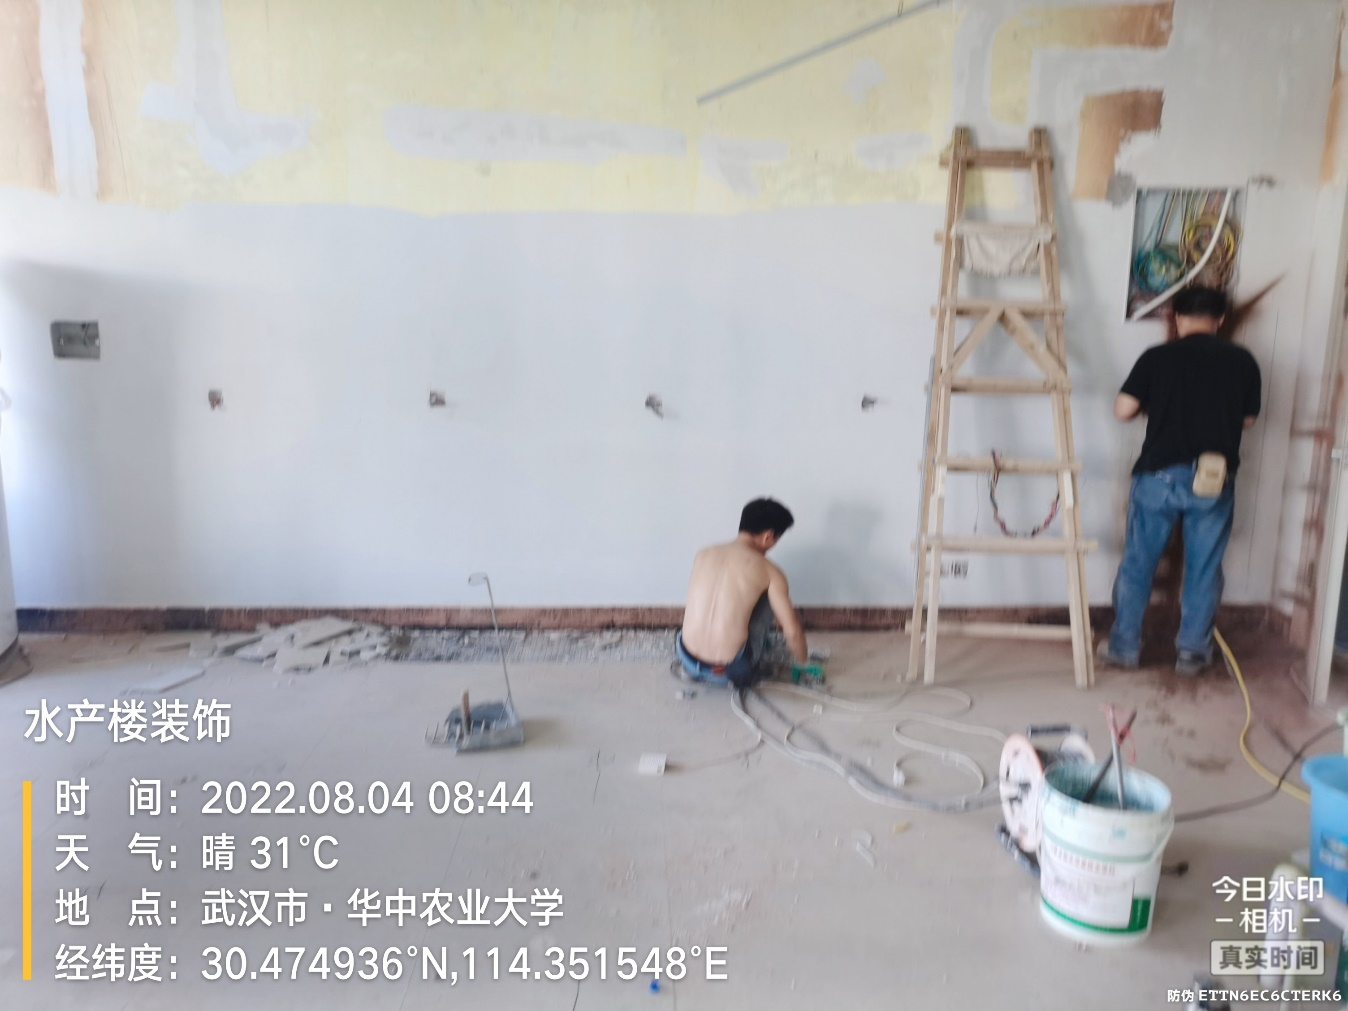 水产楼装饰
时 间：2022.08.04 08:44
天 气：晴 31°C
地 点：武汉市·华中农业大学
经纬度：30.474936°N,114.351548°E
今日水印
-相机-
真实时间
防伪 ETTN6EC6CTERK6